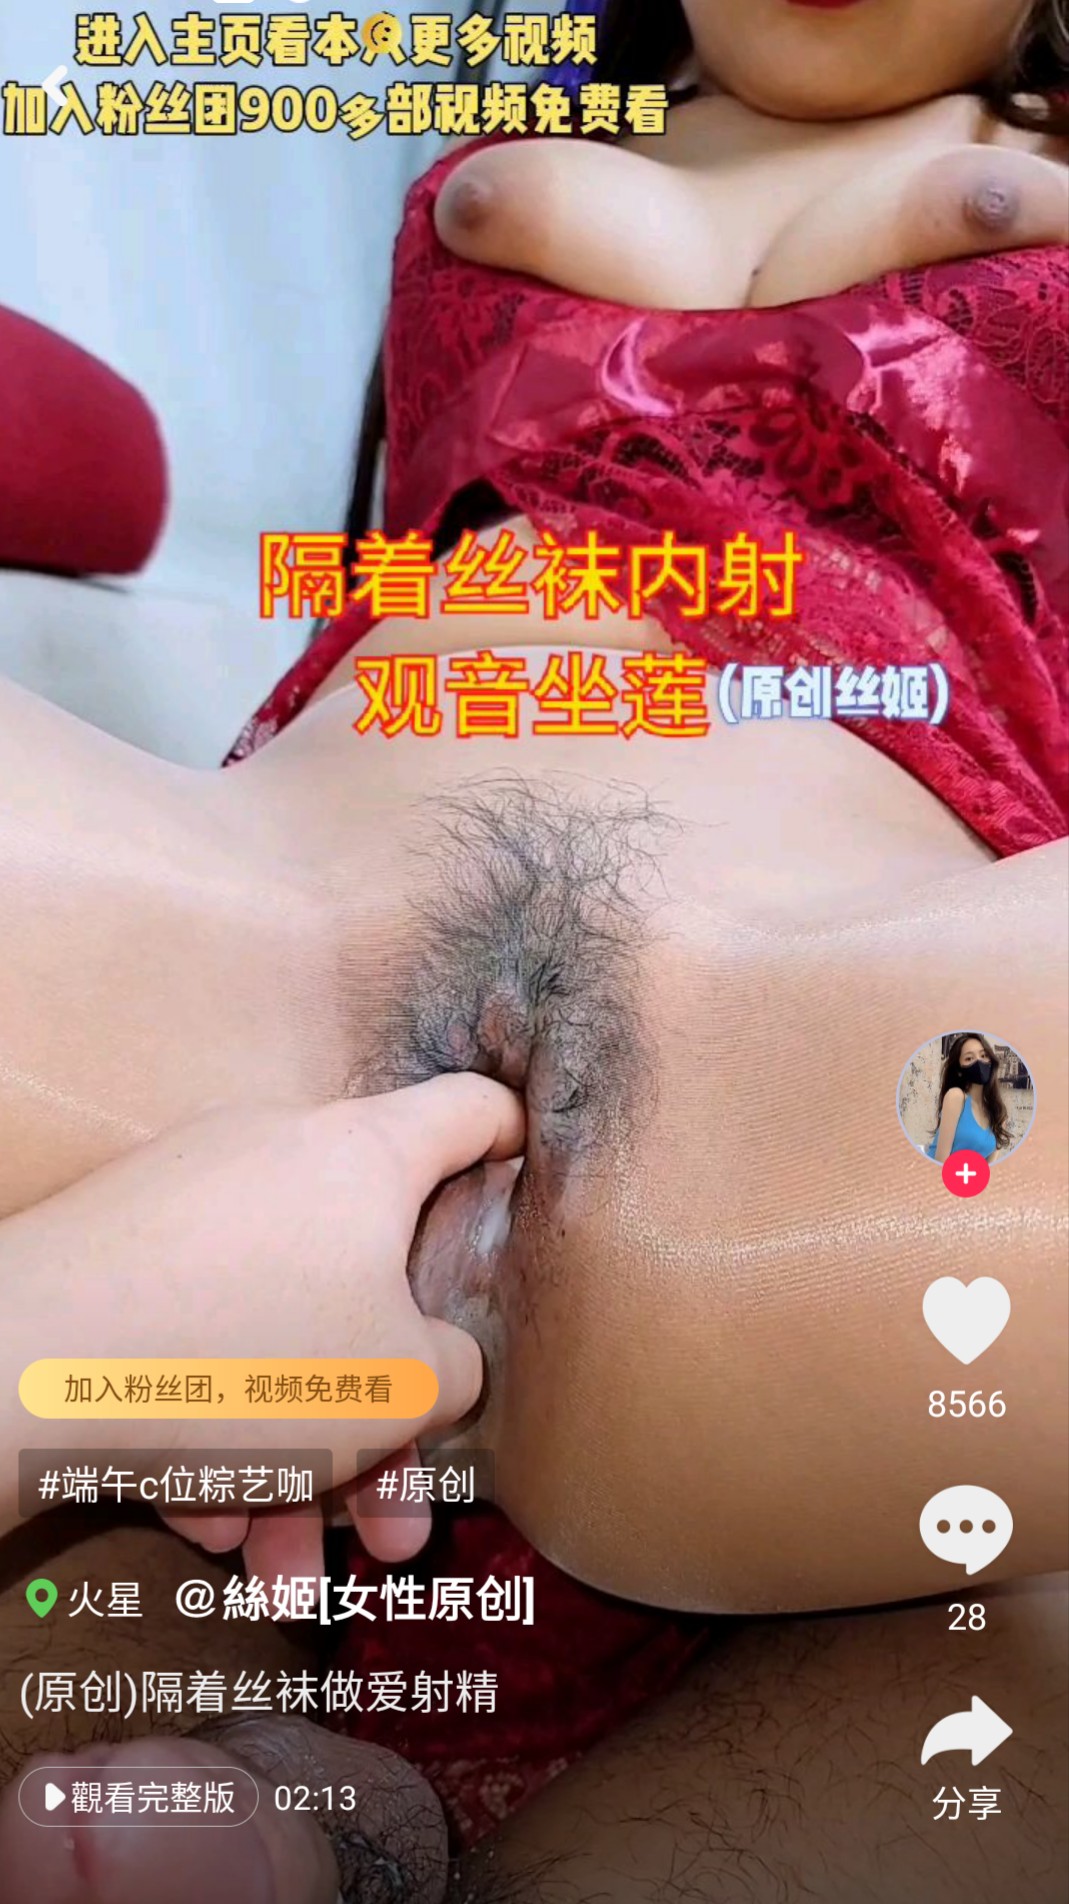 进入主页看本人更多视频
加入粉丝团900多部视频免费看
隔着丝袜内射
观音坐莲(原创丝姬)
加入粉丝团，视频免费看
#端午c位粽艺咖 #原创
火星 @絲姬[女性原创]
(原创)隔着丝袜做爱射精
觀看完整版 02:13
8566
28
分享